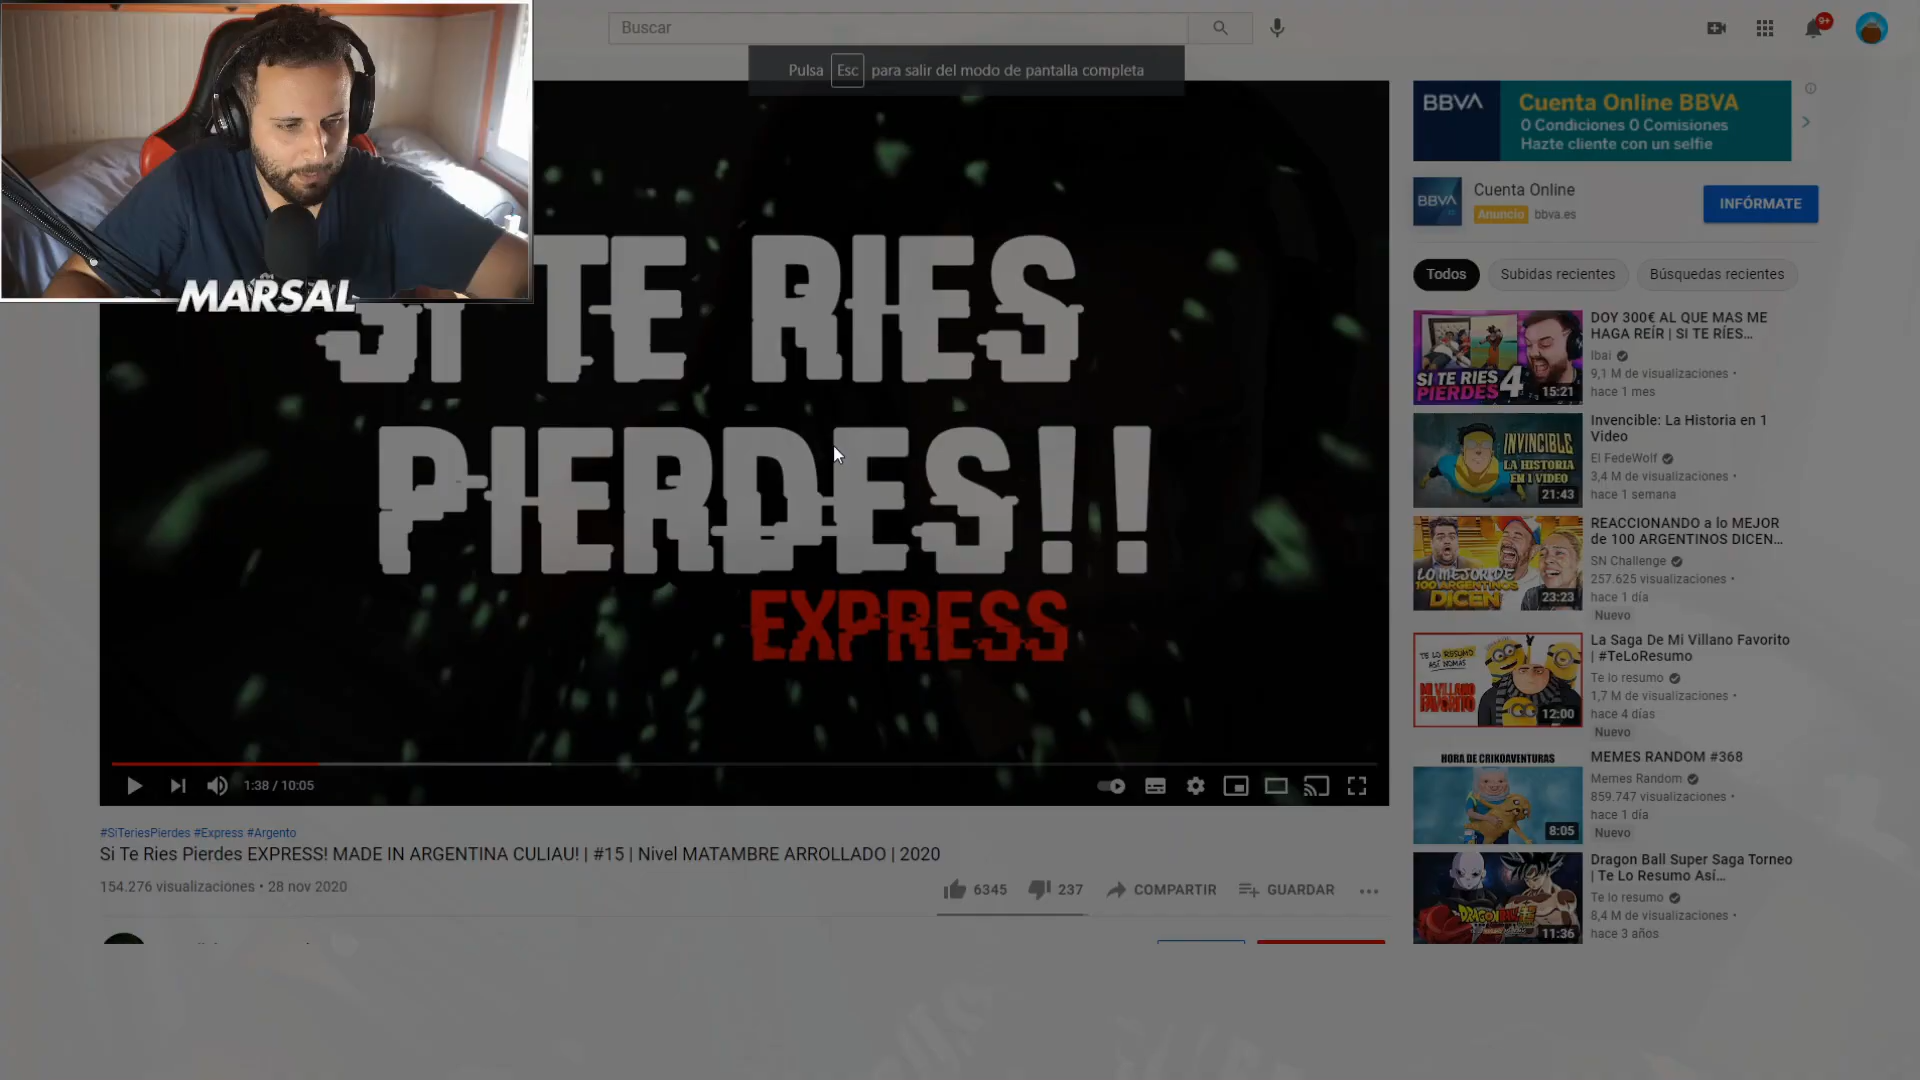 Buscar
9+
Pulsa Esc para salir del modo de pantalla completa
MARSAL
SI TE RIES
PIERDES!!
EXPRESS
1:38 / 10:05
#SiTeriesPierdes #Express #Argento
Si Te Ries Pierdes EXPRESS! MADE IN ARGENTINA CULIAU! | #15 | Nivel MATAMBRE ARROLLADO | 2020
154.276 visualizaciones • 28 nov 2020
6345
237
COMPARTIR
GUARDAR
BBVA
Cuenta Online BBVA
0 Condiciones 0 Comisiones
Hazte cliente con un selfie
BBVA
Cuenta Online
Anuncio bbva.es
INFÓRMATE
Todos
Subidas recientes
Búsquedas recientes
SI TE RIES
PIERDES 4
15:21
DOY 300€ AL QUE MAS ME
HAGA REÍR | SI TE RÍES...
Ibai
9,1 M de visualizaciones •
hace 1 mes
INVINCIBLE
LA HISTORIA
EN 1 VIDEO
21:43
Invencible: La Historia en 1
Video
El FedeWolf
3,4 M de visualizaciones •
hace 1 semana
LO MEJOR DE
100 ARGENTINOS
DICEN
23:23
REACCIONANDO a lo MEJOR
de 100 ARGENTINOS DICEN...
SN Challenge
257.625 visualizaciones •
hace 1 día
Nuevo
TE LO RESUMO
ASÍ NOMÁS
MI VILLANO
FAVORITO
12:00
La Saga De Mi Villano Favorito
| #TeLoResumo
Te lo resumo
1,7 M de visualizaciones •
hace 4 días
Nuevo
HORA DE CRIKOAVENTURAS
8:05
MEMES RANDOM #368
Memes Random
859.747 visualizaciones •
hace 1 día
Nuevo
DRAGON BALL
11:36
Dragon Ball Super Saga Torneo
| Te Lo Resumo Así...
Te lo resumo
8,4 M de visualizaciones •
hace 3 años